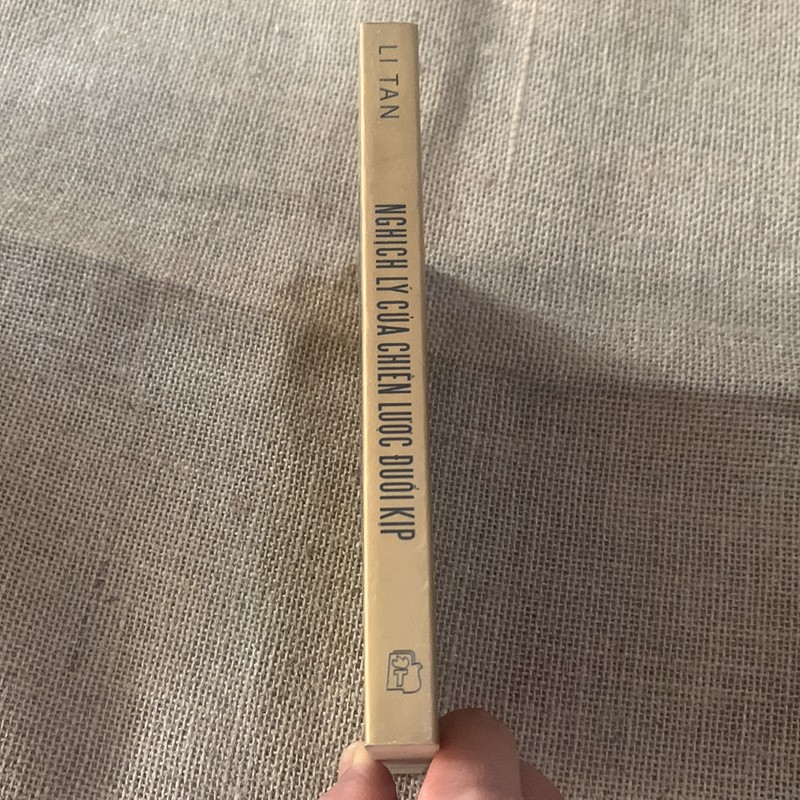 LI TAN
NGHỊCH LÝ CỦA CHIẾN LƯỢC ĐUỔI KỊP